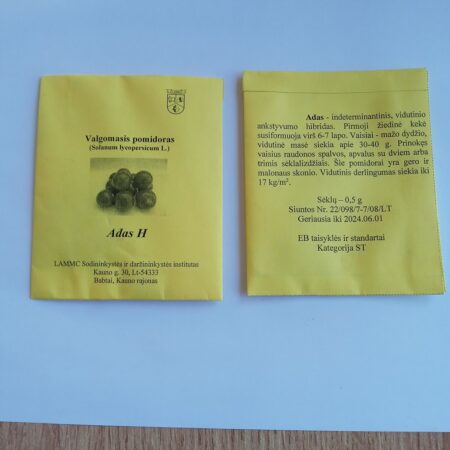 Valgomasis pomidoras
(Solanum lycopersicum L.)
Adas H
LAMMC Sodininkystės ir daržininkystės institutas
Kauno g. 30, Lt-54333
Babtai, Kauno rajonas
Adas - indeterminantinis, vidutinio
ankstyvumo hibridas. Pirmoji žiedinė kekė
susiformuoja virš 6-7 lapo. Vaisiai - mažo dydžio,
vidutinė masė siekia apie 30-40 g. Prinokęs
vaisius raudonos spalvos, apvalus su dviem arba
trimis sėklalizdžiais. Šie pomidorai yra gero ir
malonaus skonio. Vidutinis derlingumas siekia iki
17 kg/m².
Sėklų – 0,5 g
Siuntos Nr. 22/098/7-7/08/LT
Geriausia iki 2024.06.01
EB taisyklės ir standartai
Kategorija ST